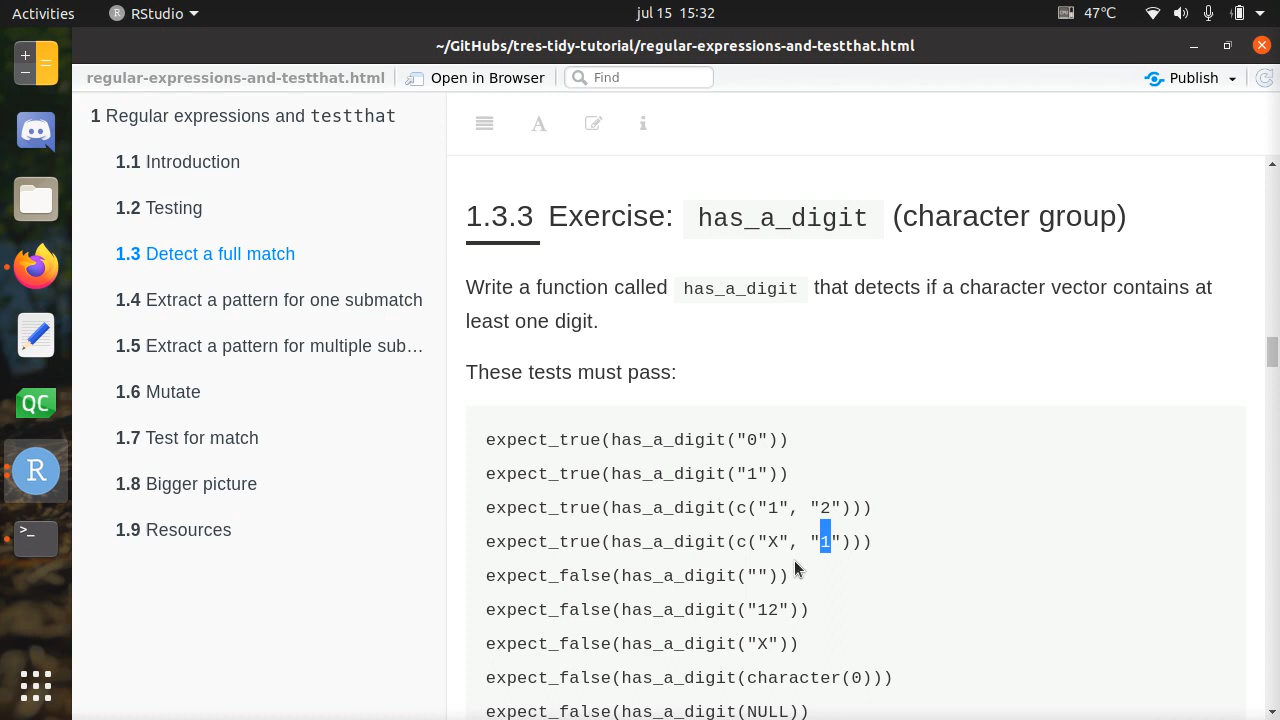 Activities RStudio jul 15 15:32 47°C
~/GitHubs/tres-tidy-tutorial/regular-expressions-and-testthat.html
regular-expressions-and-testthat.html Open in Browser Find Publish
1 Regular expressions and testthat
1.1 Introduction
1.2 Testing
1.3 Detect a full match
1.4 Extract a pattern for one submatch
1.5 Extract a pattern for multiple sub…
1.6 Mutate
1.7 Test for match
1.8 Bigger picture
1.9 Resources
QC
R
>_
A i
1.3.3 Exercise: has_a_digit (character group)
Write a function called has_a_digit that detects if a character vector contains at
least one digit.
These tests must pass:
expect_true(has_a_digit("0"))
expect_true(has_a_digit("1"))
expect_true(has_a_digit(c("1", "2")))
expect_true(has_a_digit(c("X", "1")))
expect_false(has_a_digit(""))
expect_false(has_a_digit("12"))
expect_false(has_a_digit("X"))
expect_false(has_a_digit(character(0)))
expect_false(has_a_digit(NULL))